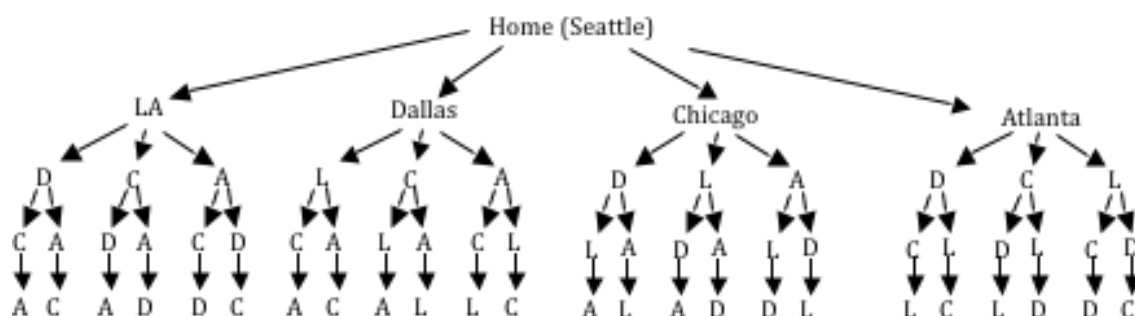 Home (Seattle)
LA Dallas Chicago Atlanta
D C A L C A D L A D C L
C A D A C D C A L A C L L A D A L D C L D L C D
A C A D D C A C A L L C A L A D D L L C L D D C